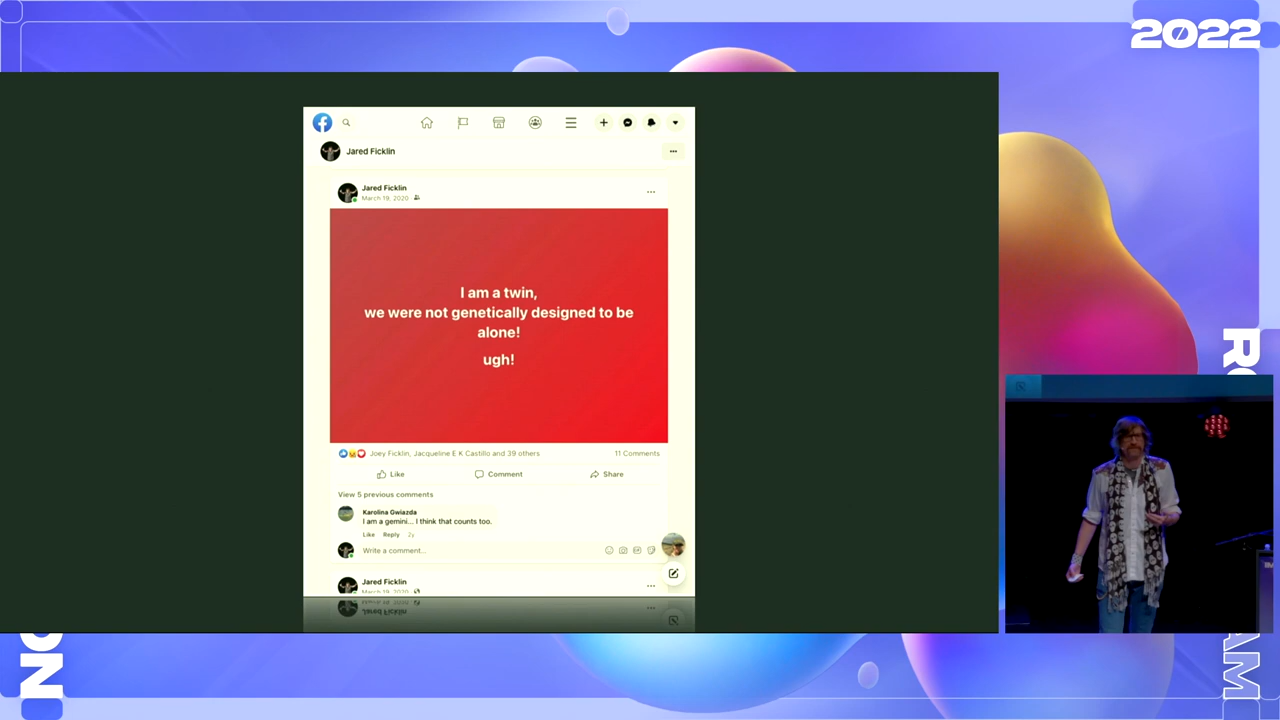 2022
Jared Ficklin
Jared Ficklin
March 19, 2020
I am a twin,
we were not genetically designed to be
alone!
ugh!
Joey Ficklin, Jacqueline E K Castillo and 39 others
11 Comments
Like
Comment
Share
View 5 previous comments
Karolina Gwiazda
I am a gemini... I think that counts too.
Like Reply 2y
Write a comment...
Jared Ficklin
March 19, 2020